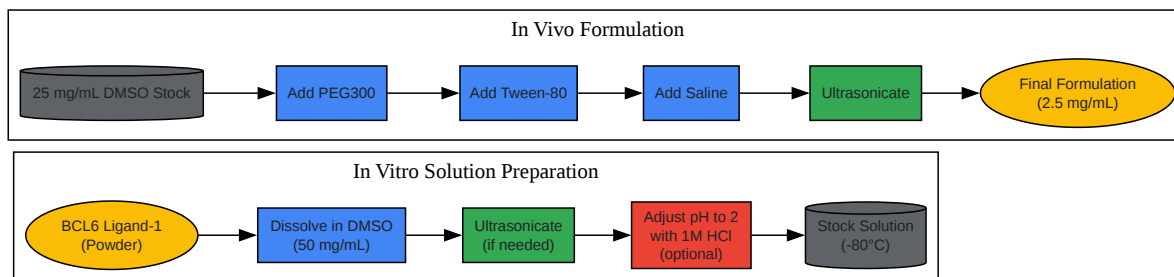 In Vivo Formulation
25 mg/mL DMSO Stock
Add PEG300
Add Tween-80
Add Saline
Ultrasonicate
Final Formulation
(2.5 mg/mL)
In Vitro Solution Preparation
BCL6 Ligand-1
(Powder)
Dissolve in DMSO
(50 mg/mL)
Ultrasonicate
(if needed)
Adjust pH to 2
with 1M HCl
(optional)
Stock Solution
(-80°C)